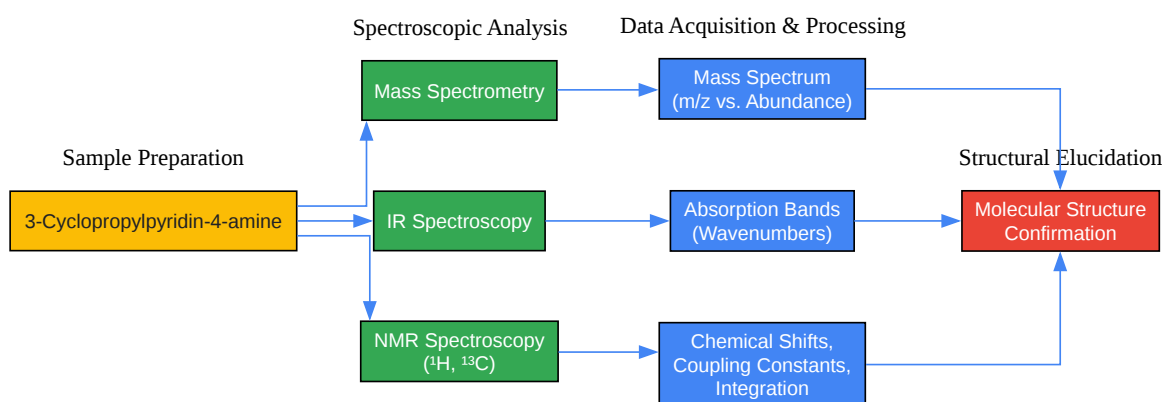 Spectroscopic Analysis
Data Acquisition & Processing
Mass Spectrometry
Mass Spectrum
(m/z vs. Abundance)
Sample Preparation
Structural Elucidation
3-Cyclopropylpyridin-4-amine
IR Spectroscopy
Absorption Bands
(Wavenumbers)
Molecular Structure
Confirmation
NMR Spectroscopy
(¹H, ¹³C)
Chemical Shifts,
Coupling Constants,
Integration